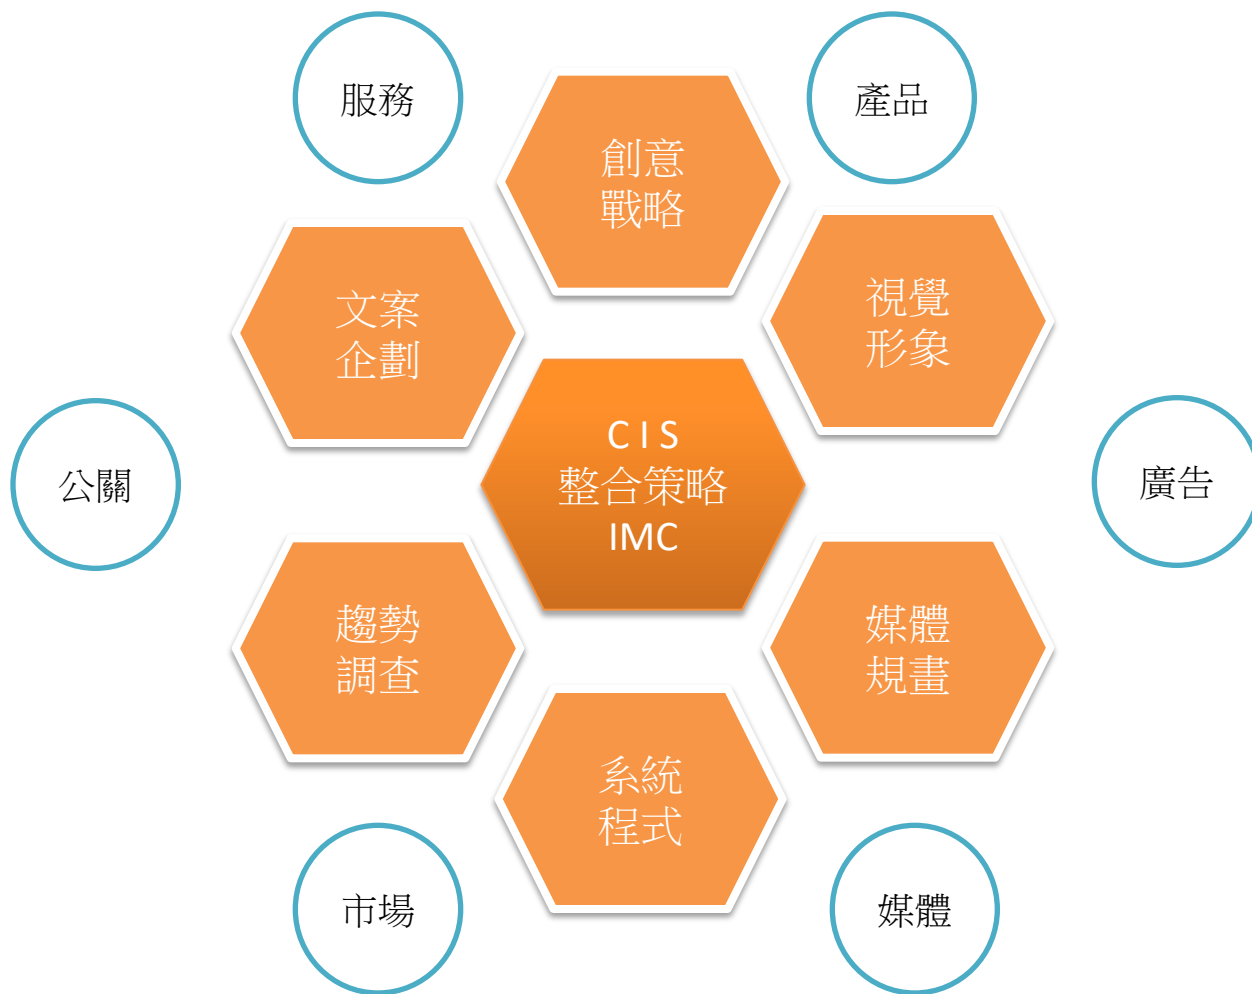 服務
產品
創意
戰略
文案
企劃
視覺
形象
C I S
整合策略
IMC
公關
廣告
趨勢
調查
媒體
規畫
系統
程式
市場
媒體